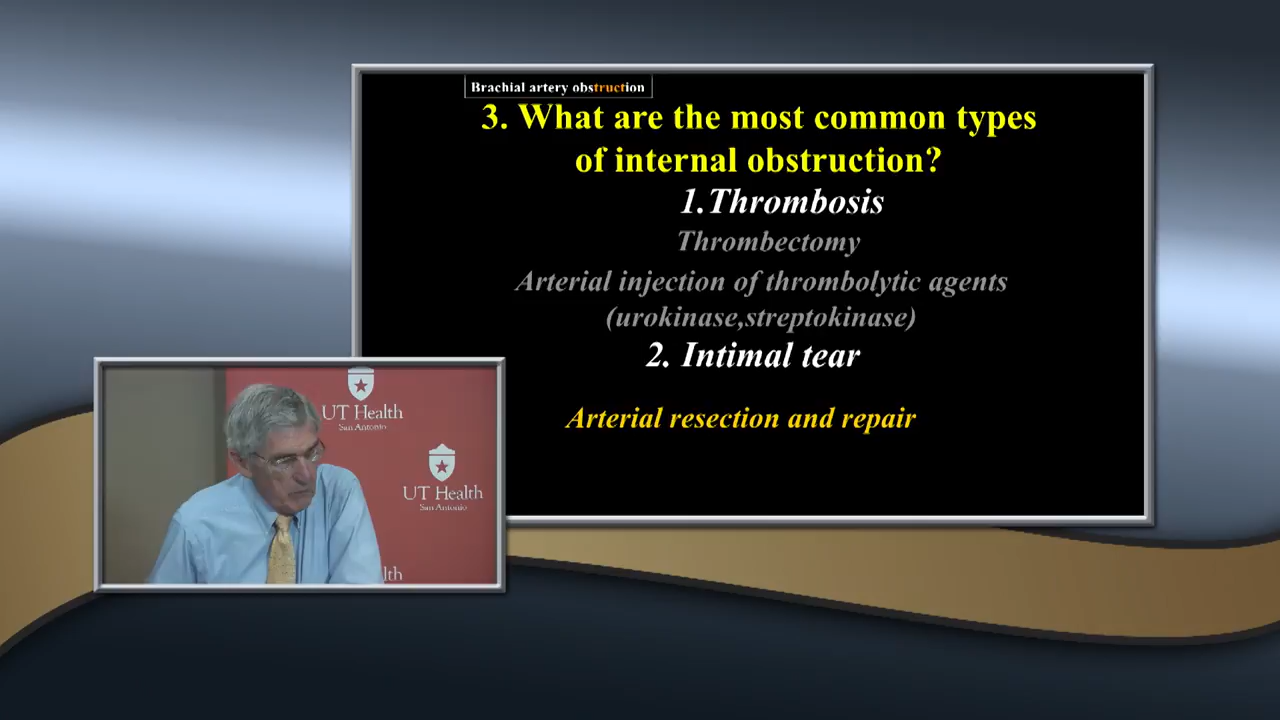 Brachial artery obstruction
3. What are the most common types
of internal obstruction?
1.Thrombosis
Thrombectomy
Arterial injection of thrombolytic agents
(urokinase,streptokinase)
2. Intimal tear
Arterial resection and repair
UT Health
San Antonio
UT Health
San Antonio
lth